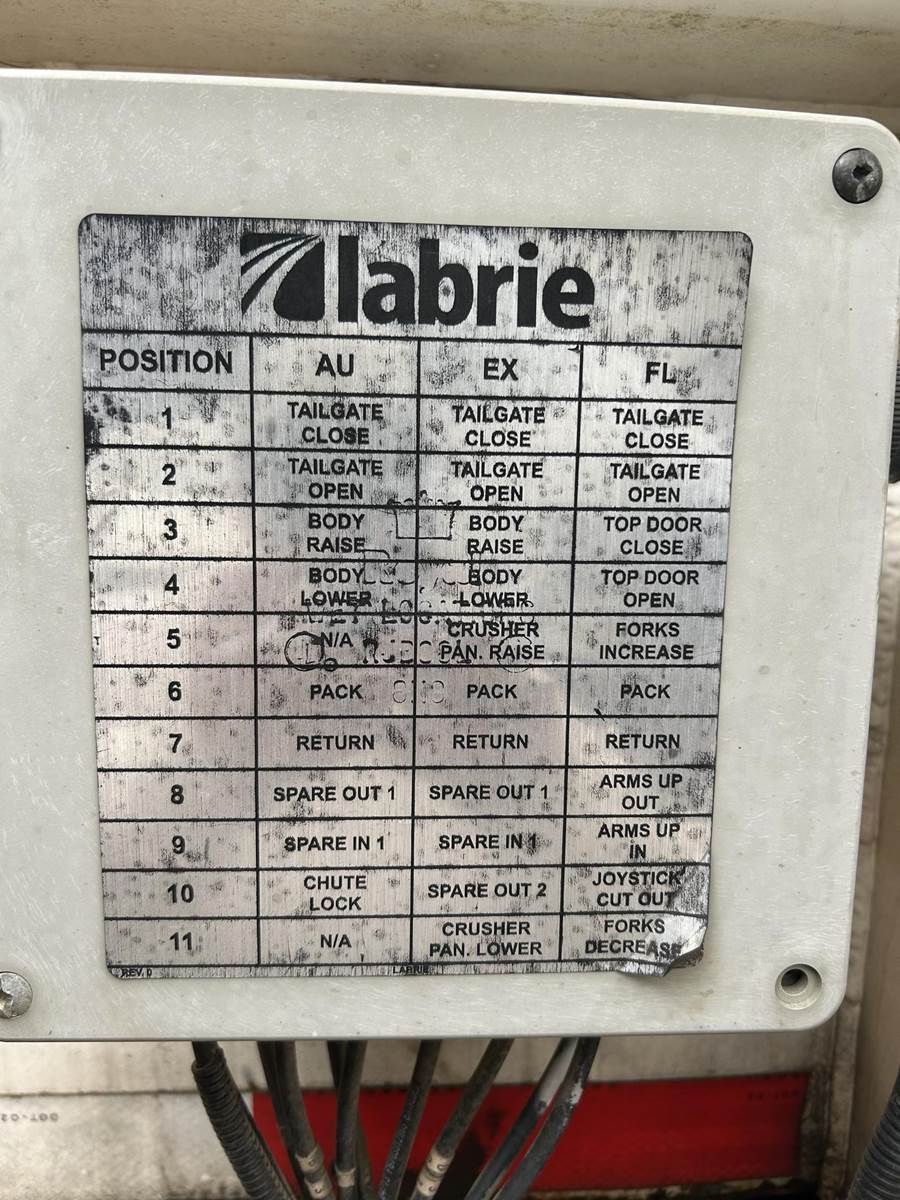 labrie
POSITION AU EX FL
1 TAILGATE CLOSE TAILGATE CLOSE TAILGATE CLOSE
2 TAILGATE OPEN TAILGATE OPEN TAILGATE OPEN
3 BODY RAISE BODY RAISE TOP DOOR CLOSE
4 BODY LOWER BODY LOWER TOP DOOR OPEN
5 N/A CRUSHER PAN. RAISE FORKS INCREASE
6 PACK PACK PACK
7 RETURN RETURN RETURN
8 SPARE OUT 1 SPARE OUT 1 ARMS UP OUT
9 SPARE IN 1 SPARE IN 1 ARMS UP IN
10 CHUTE LOCK SPARE OUT 2 JOYSTICK CUT OUT
11 N/A CRUSHER PAN. LOWER FORKS DECREASE
REV. 0 LABRIE